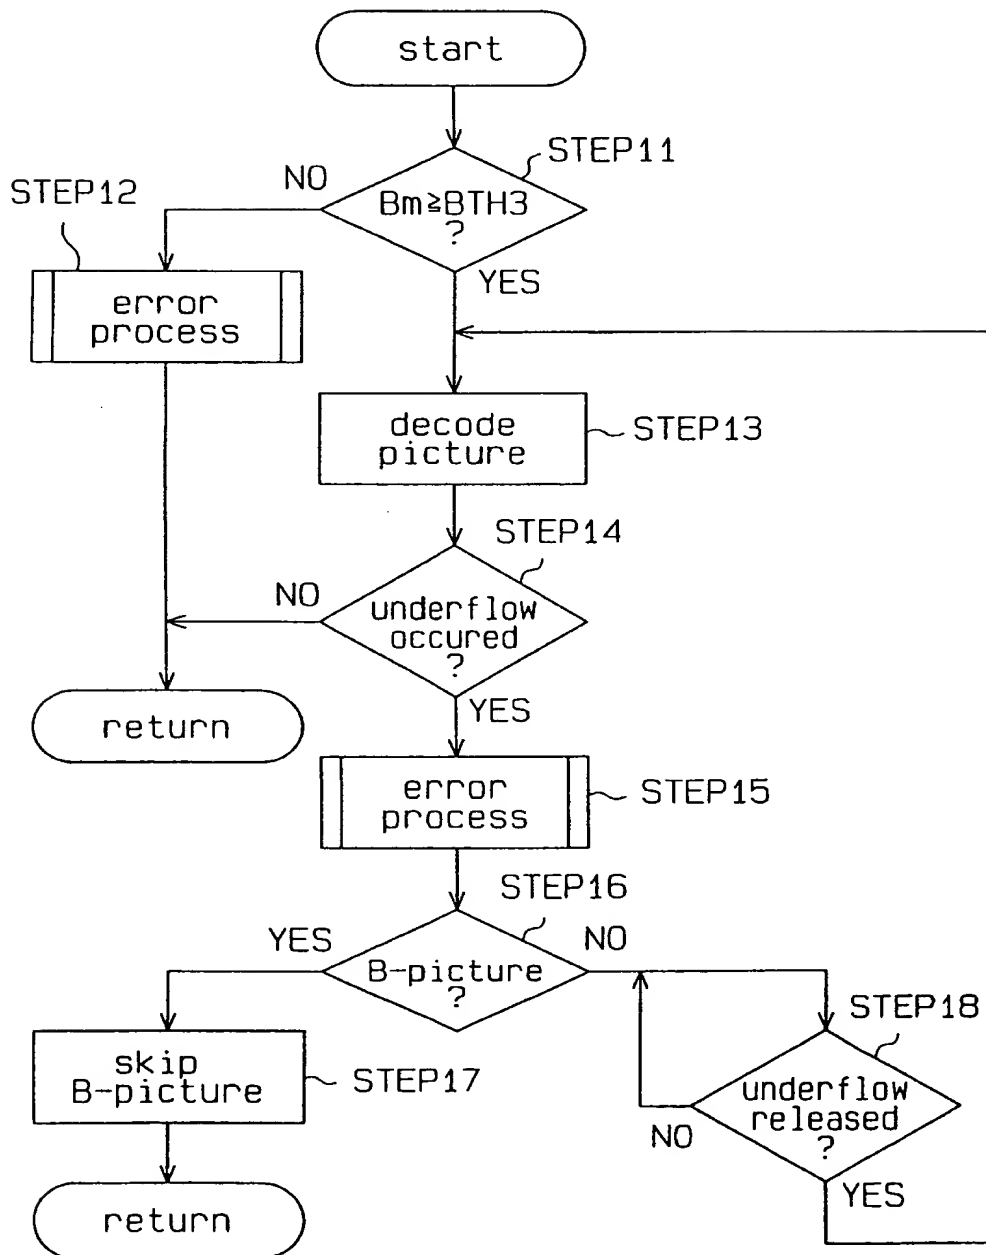 start
STEP11
NO
Bm≧BTH3
?
STEP12
YES
error
process
decode
picture
STEP13
STEP14
NO
underflow
occured
?
return
YES
error
process
STEP15
STEP16
YES
NO
B-picture
?
STEP18
skip
B-picture
STEP17
underflow
released
?
NO
YES
return